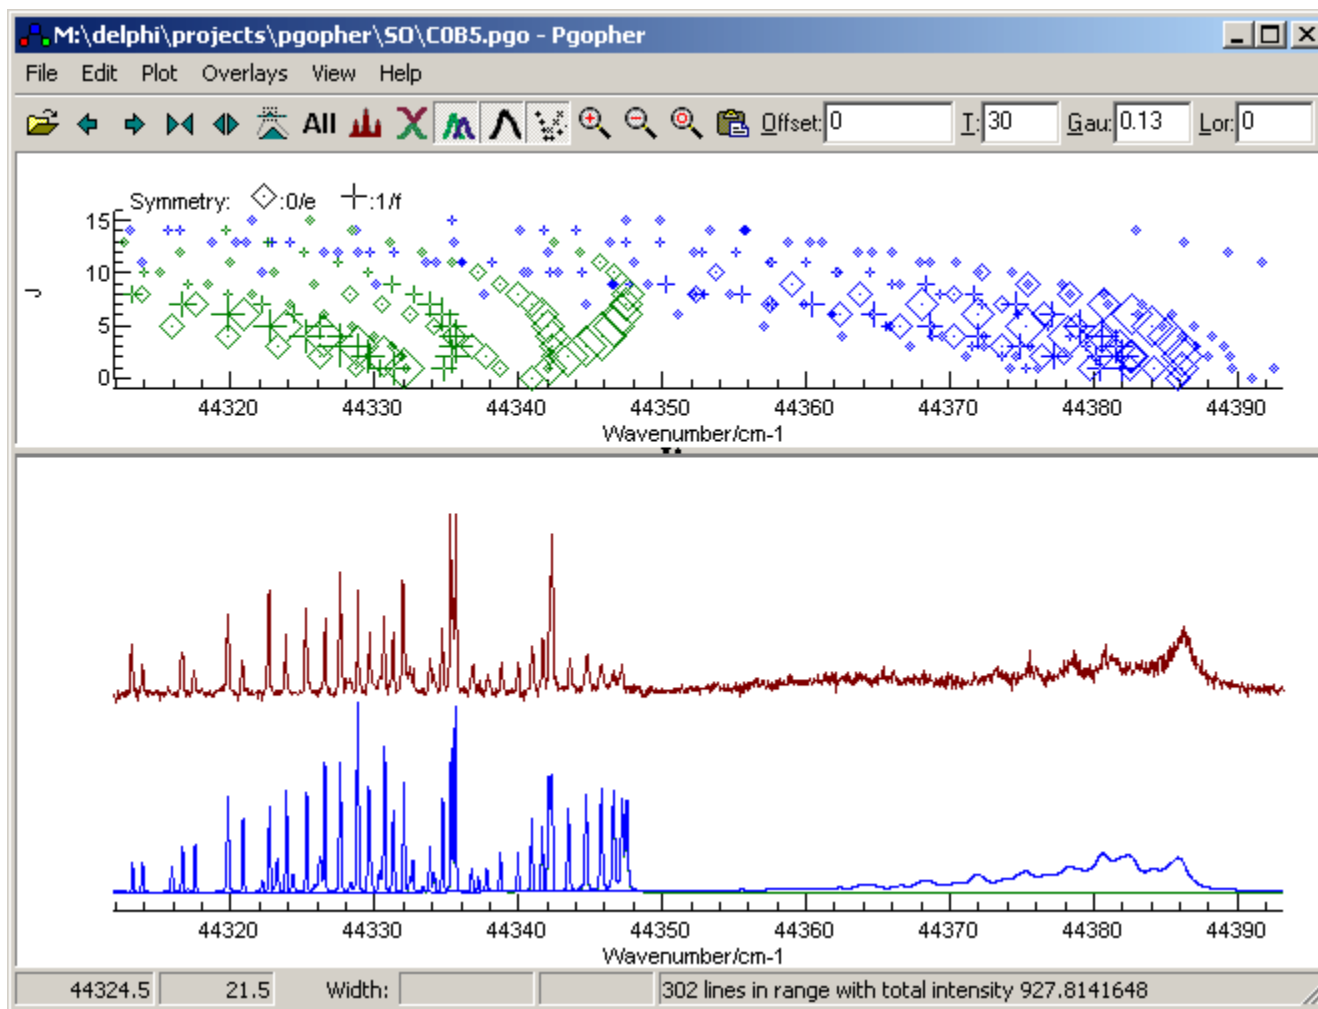 M:\delphi\projects\pgopher\SO\C0B5.pgo - Pgopher
File Edit Plot Overlays View Help
All Offset: 0 T: 30 Gau: 0.13 Lor: 0
Symmetry: :0/e :1/f
15
10
5
0
J
44320 44330 44340 44350 44360 44370 44380 44390
Wavenumber/cm-1
44320 44330 44340 44350 44360 44370 44380 44390
Wavenumber/cm-1
44324.5 21.5 Width: 302 lines in range with total intensity 927.8141648